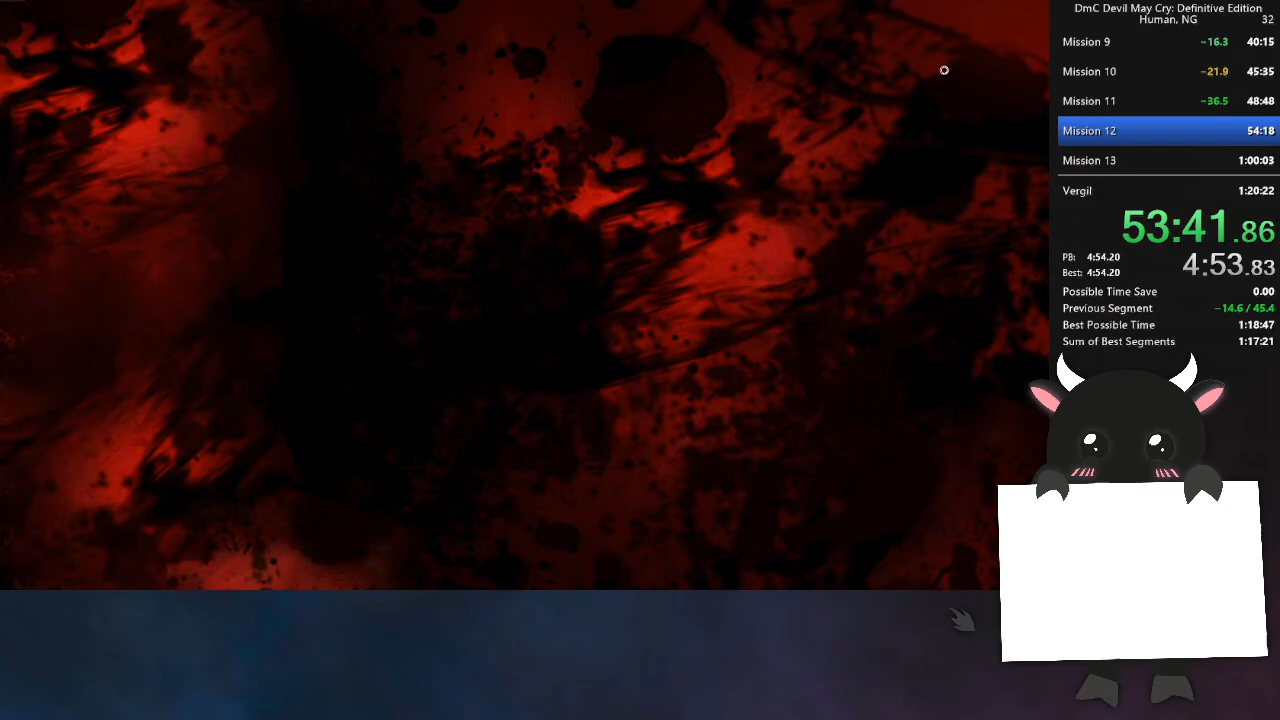 DmC Devil May Cry: Definitive Edition
Human, NG 32
Mission 9 −16.3 40:15
Mission 10 −21.9 45:35
Mission 11 −36.5 48:48
Mission 12 54:18
Mission 13 1:00:03
Vergil 1:20:22
53:41.86
PB: 4:54.20
Best: 4:54.20
4:53.83
Possible Time Save 0.00
Previous Segment −14.6 / 45.4
Best Possible Time 1:18:47
Sum of Best Segments 1:17:21